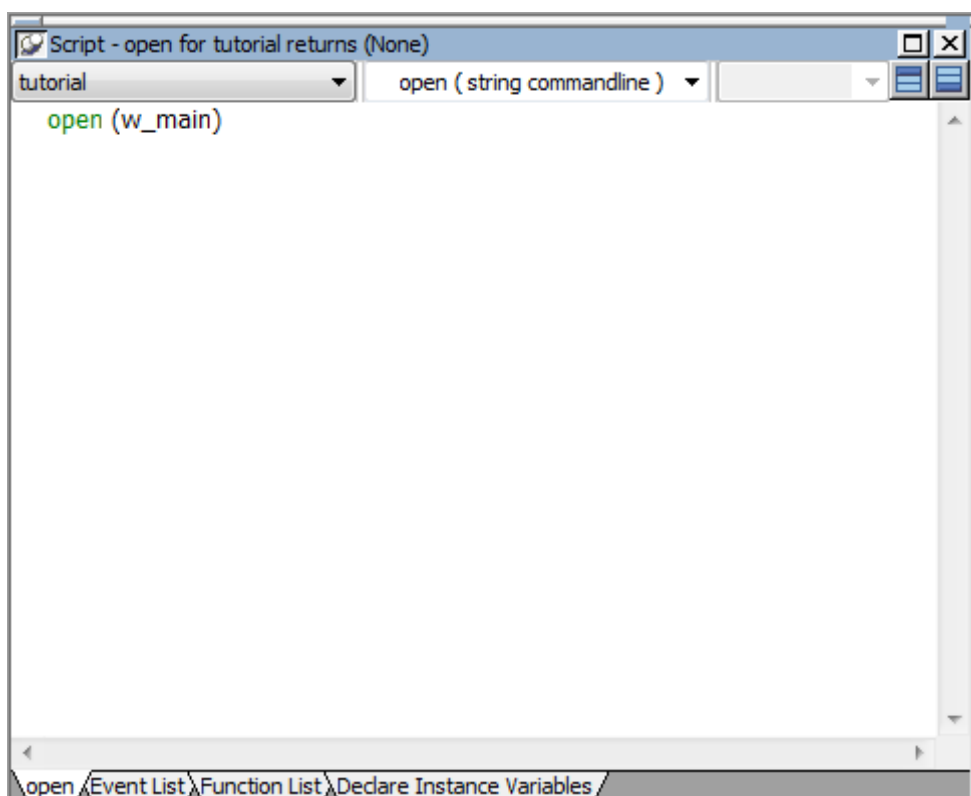 Script - open for tutorial returns (None)
tutorial open ( string commandline )
open (w_main)
open Event List Function List Declare Instance Variables